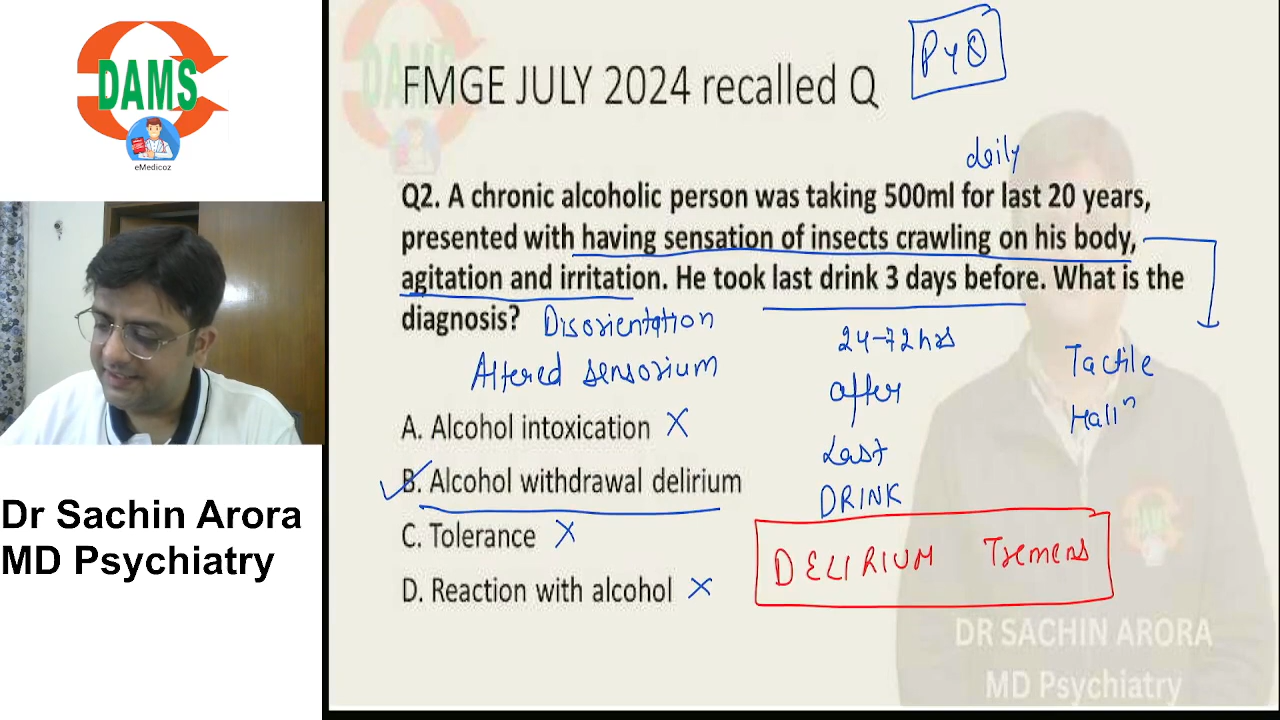 DAMS
eMedicoz
Dr Sachin Arora
MD Psychiatry
FMGE JULY 2024 recalled Q
PYQ
daily
Q2. A chronic alcoholic person was taking 500ml for last 20 years,
presented with having sensation of insects crawling on his body,
agitation and irritation. He took last drink 3 days before. What is the
diagnosis?
Disorientation
Altered sensorium
24-72 hrs
after
Last
DRINK
Tactile
Hallⁿ
A. Alcohol intoxication X
B. Alcohol withdrawal delirium
C. Tolerance X
D. Reaction with alcohol X
DELIRIUM Tremens
DR SACHIN ARORA
MD Psychiatry